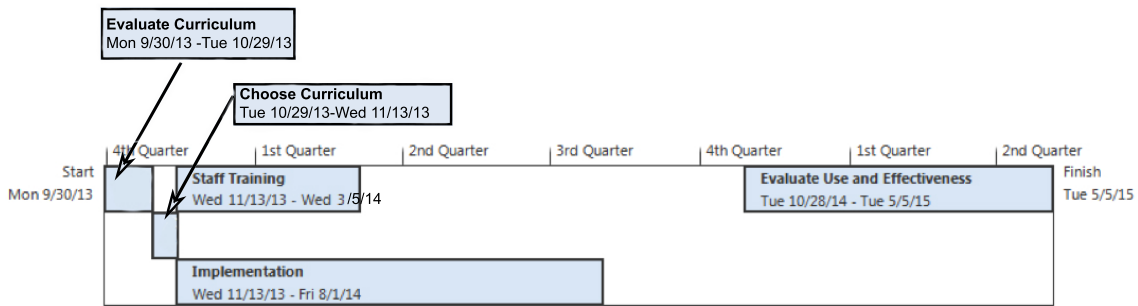 Evaluate Curriculum
Mon 9/30/13 -Tue 10/29/13
Choose Curriculum
Tue 10/29/13-Wed 11/13/13
4th Quarter
1st Quarter
2nd Quarter
3rd Quarter
4th Quarter
1st Quarter
2nd Quarter
Start
Mon 9/30/13
Staff Training
Wed 11/13/13 - Wed 3/5/14
Evaluate Use and Effectiveness
Tue 10/28/14 - Tue 5/5/15
Finish
Tue 5/5/15
Implementation
Wed 11/13/13 - Fri 8/1/14